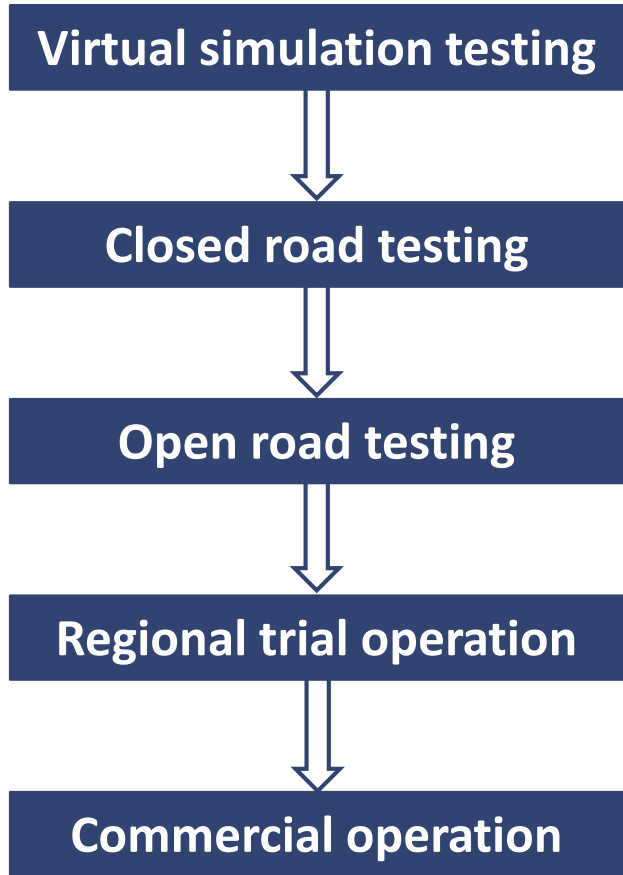 Virtual simulation testing
Closed road testing
Open road testing
Regional trial operation
Commercial operation